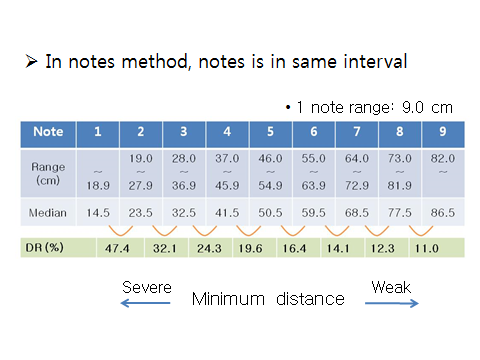 ➢ In notes method, notes is in same interval
• 1 note range: 9.0 cm
Note 1 2 3 4 5 6 7 8 9
Range (cm) ~ 18.9 19.0 ~ 27.9 28.0 ~ 36.9 37.0 ~ 45.9 46.0 ~ 54.9 55.0 ~ 63.9 64.0 ~ 72.9 73.0 ~ 81.9 82.0 ~
Median 14.5 23.5 32.5 41.5 50.5 59.5 68.5 77.5 86.5
DR(%) 47.4 32.1 24.3 19.6 16.4 14.1 12.3 11.0
Severe Minimum distance Weak